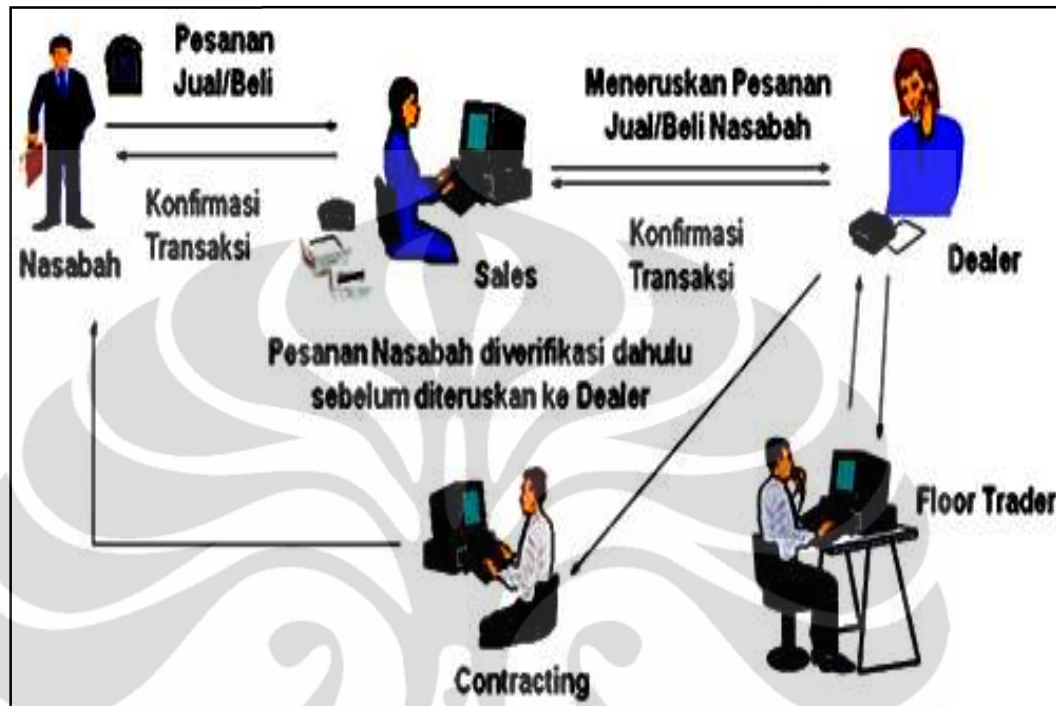 Pesanan
Jual/Beli
Meneruskan Pesanan
Jual/Beli Nasabah
Konfirmasi
Transaksi
Konfirmasi
Transaksi
Nasabah
Sales
Dealer
Pesanan Nasabah diverifikasi dahulu
sebelum diteruskan ke Dealer
Floor Trader
Contracting